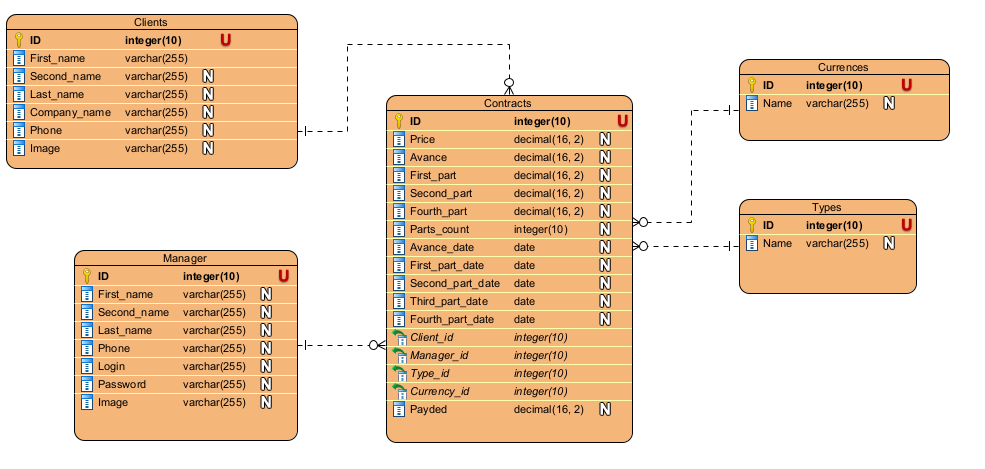 Clients
ID integer(10) U
First_name varchar(255)
Second_name varchar(255) N
Last_name varchar(255) N
Company_name varchar(255) N
Phone varchar(255) N
Image varchar(255) N
Contracts
ID integer(10) U
Price decimal(16, 2) N
Avance decimal(16, 2) N
First_part decimal(16, 2) N
Second_part decimal(16, 2) N
Fourth_part decimal(16, 2) N
Parts_count integer(10) N
Avance_date date N
First_part_date date N
Second_part_date date N
Third_part_date date N
Fourth_part_date date N
Client_id integer(10)
Manager_id integer(10)
Type_id integer(10)
Currency_id integer(10)
Payded decimal(16, 2) N
Currences
ID integer(10) U
Name varchar(255) N
Types
ID integer(10) U
Name varchar(255) N
Manager
ID integer(10) U
First_name varchar(255) N
Second_name varchar(255) N
Last_name varchar(255) N
Phone varchar(255) N
Login varchar(255) N
Password varchar(255) N
Image varchar(255) N